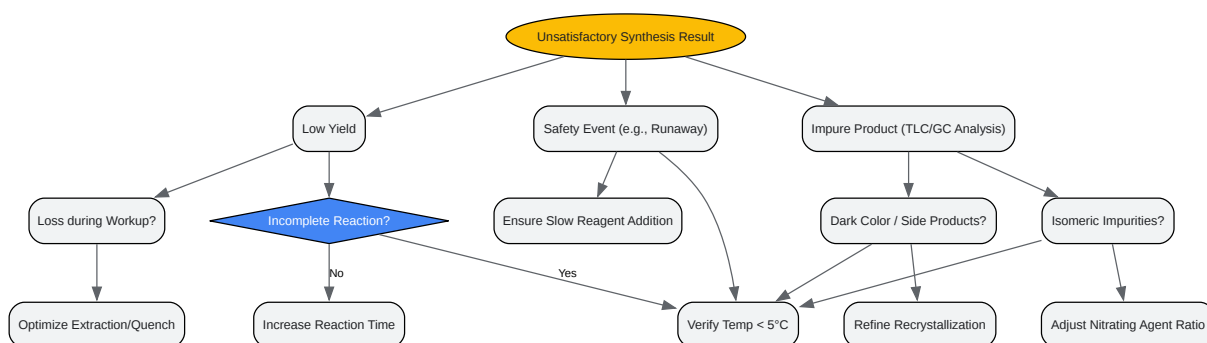 Unsatisfactory Synthesis Result
Low Yield
Safety Event (e.g., Runaway)
Impure Product (TLC/GC Analysis)
Loss during Workup?
Incomplete Reaction?
Ensure Slow Reagent Addition
Dark Color / Side Products?
Isomeric Impurities?
No
Yes
Optimize Extraction/Quench
Increase Reaction Time
Verify Temp < 5°C
Refine Recrystallization
Adjust Nitrating Agent Ratio